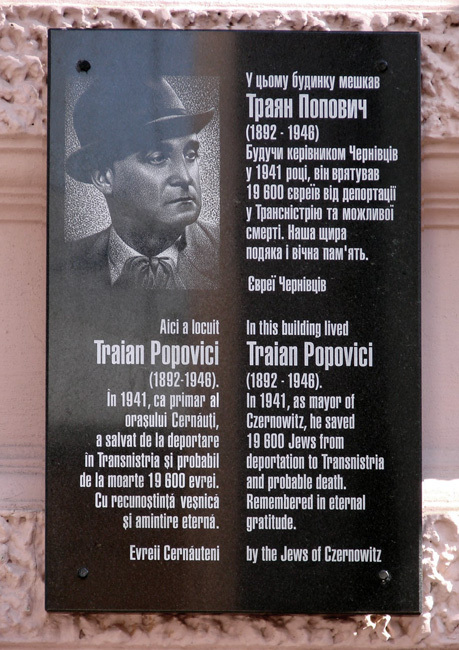 У цьому будинку мешкав
Траян Попович
(1892 - 1946)
Будучи керівником Чернівців
у 1941 році, він врятував
19 600 євреїв від депортації
у Трансністрію та можливої
смерті. Наша щира
подяка і вічна пам'ять.
Євреї Чернівців
Aici a locuit
Traian Popovici
(1892-1946).
În 1941, ca primar al
orașului Cernăuți,
a salvat de la deportare
în Transnistria și probabil
de la moarte 19 600 evrei.
Cu recunoștință veșnică
și amintire eternă.
Evreii Cernăuteni
In this building lived
Traian Popovici
(1892 - 1946).
In 1941, as mayor of
Czernowitz, he saved
19 600 Jews from
deportation to Transnistria
and probable death.
Remembered in eternal
gratitude.
by the Jews of Czernowitz